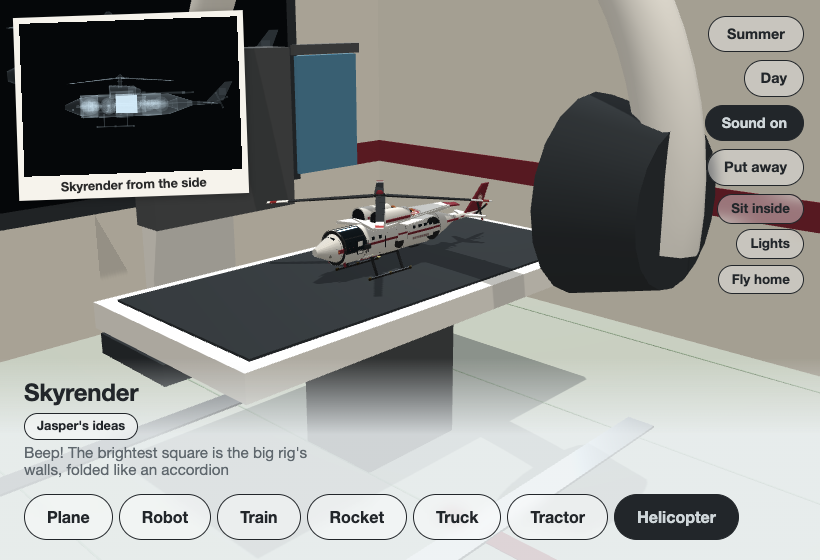 Skyrender from the side
Summer
Day
Sound on
Put away
Sit inside
Lights
Fly home
Skyrender
Jasper's ideas
Beep! The brightest square is the big rig's
walls, folded like an accordion
Plane
Robot
Train
Rocket
Truck
Tractor
Helicopter